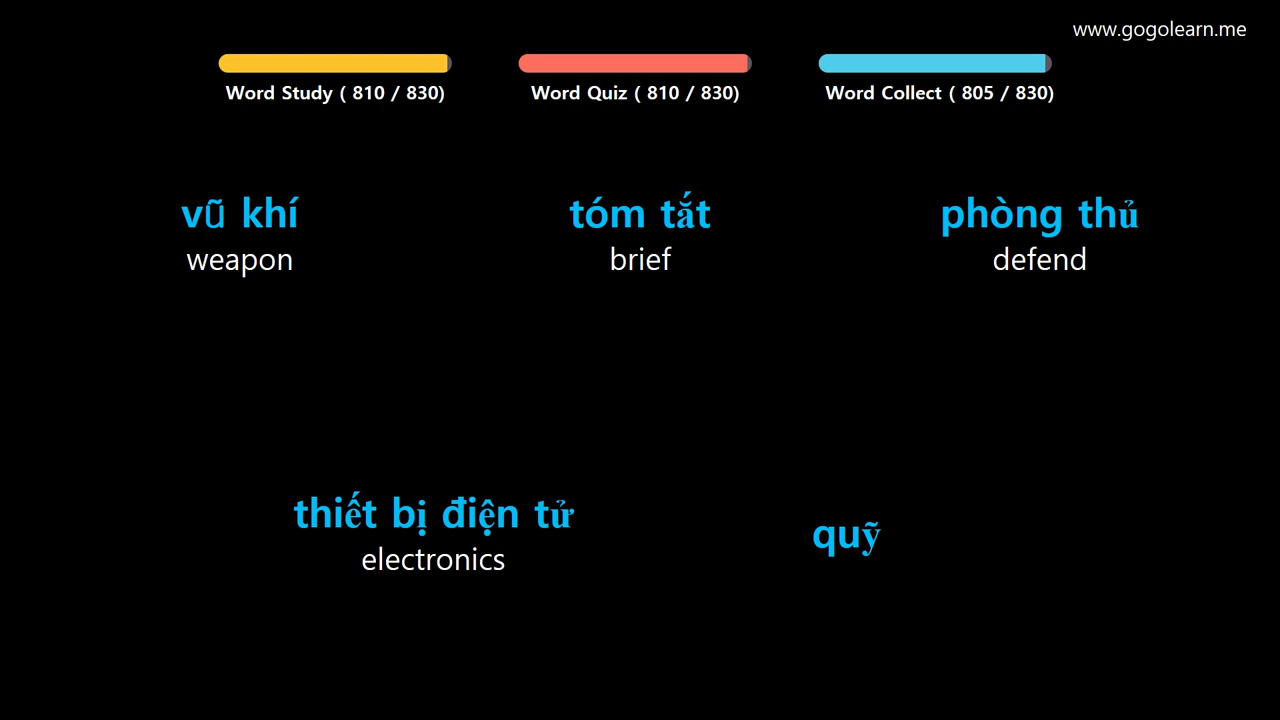 www.gogolearn.me
Word Study ( 810 / 830)
Word Quiz ( 810 / 830)
Word Collect ( 805 / 830)
vũ khí
weapon
tóm tắt
brief
phòng thủ
defend
thiết bị điện tử
electronics
quỹ